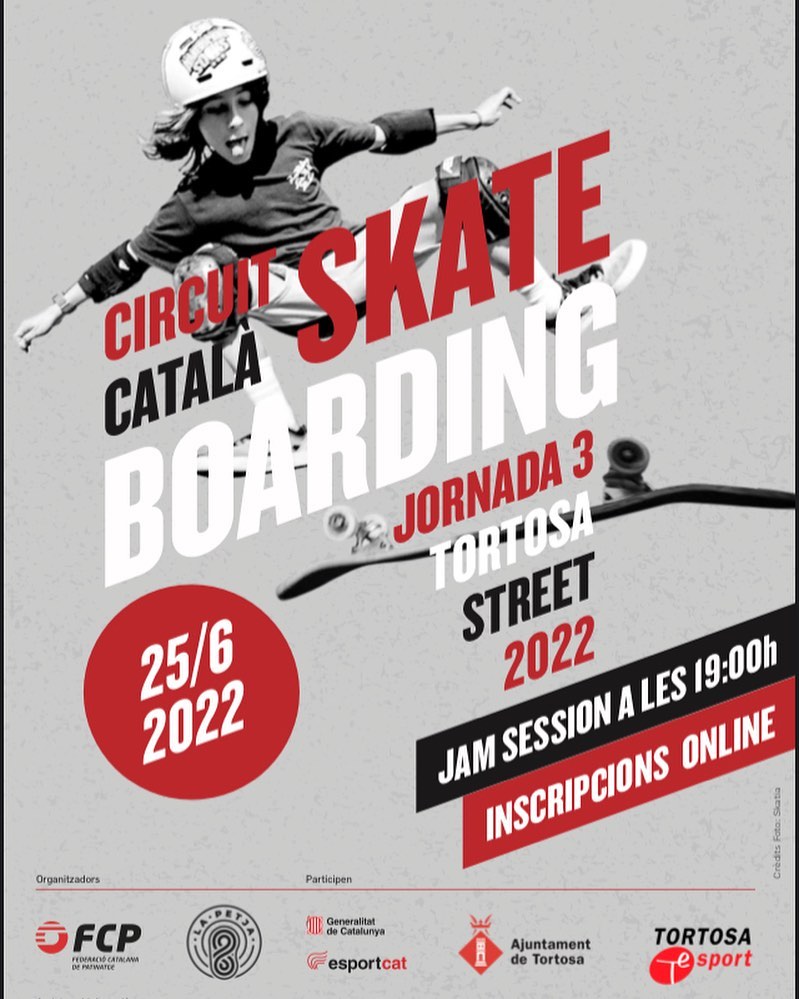 CIRCUIT
CATALÀ
SKATE
BOARDING
JORNADA 3
TORTOSA
STREET
2022
25/6
2022
JAM SESSION A LES 19:00h
INSCRIPCIONS ONLINE
Crèdits Foto: Skatia
Organitzadors
FCP
FEDERACIÓ CATALANA
DE PATINATGE
LA PETJA
Participen
Generalitat
de Catalunya
esportcat
Ajuntament
de Tortosa
TORTOSA
esport